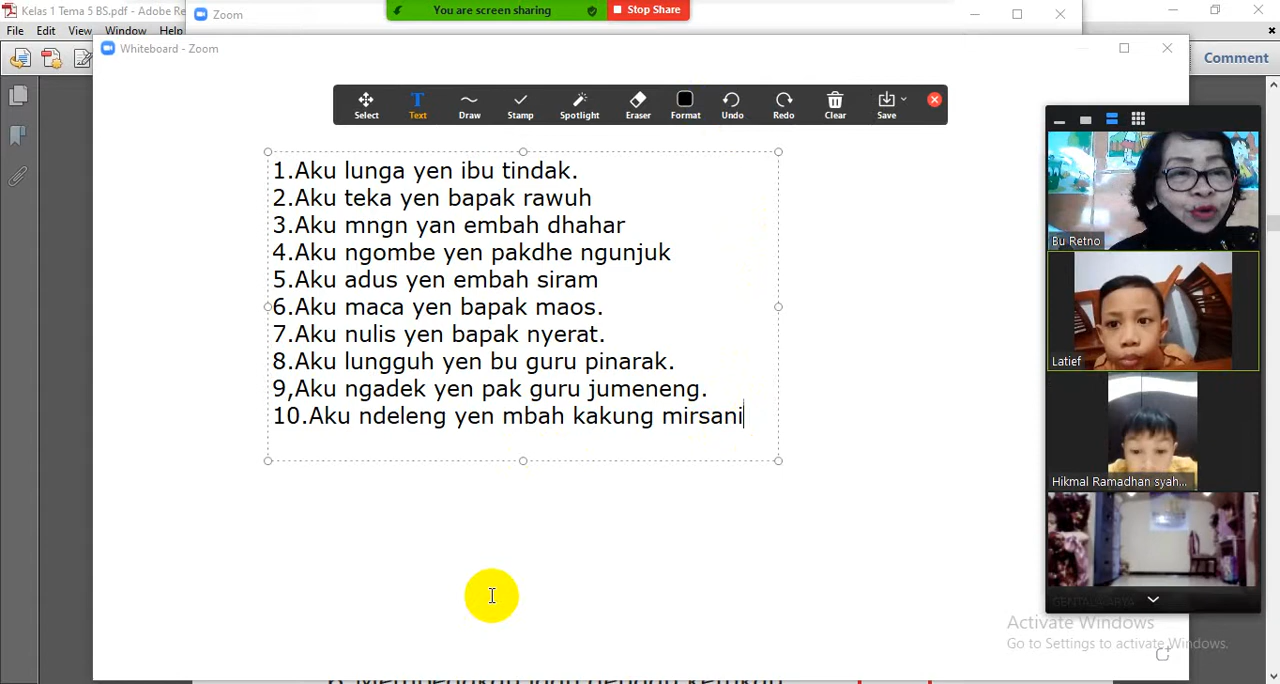 Kelas 1 Tema 5 BS.pdf - Adobe Re
Zoom
You are screen sharing
Stop Share
File Edit View Window Help
Whiteboard - Zoom
Comment
Select
Text
Draw
Stamp
Spotlight
Eraser
Format
Undo
Redo
Clear
Save
1.Aku lunga yen ibu tindak.
2.Aku teka yen bapak rawuh
3.Aku mngn yan embah dhahar
4.Aku ngombe yen pakdhe ngunjuk
5.Aku adus yen embah siram
6.Aku maca yen bapak maos.
7.Aku nulis yen bapak nyerat.
8.Aku lungguh yen bu guru pinarak.
9,Aku ngadek yen pak guru jumeneng.
10.Aku ndeleng yen mbah kakung mirsani
Bu Retno
Latief
Hikmal Ramadhan syah...
Activate Windows
Go to Settings to activate Windows.